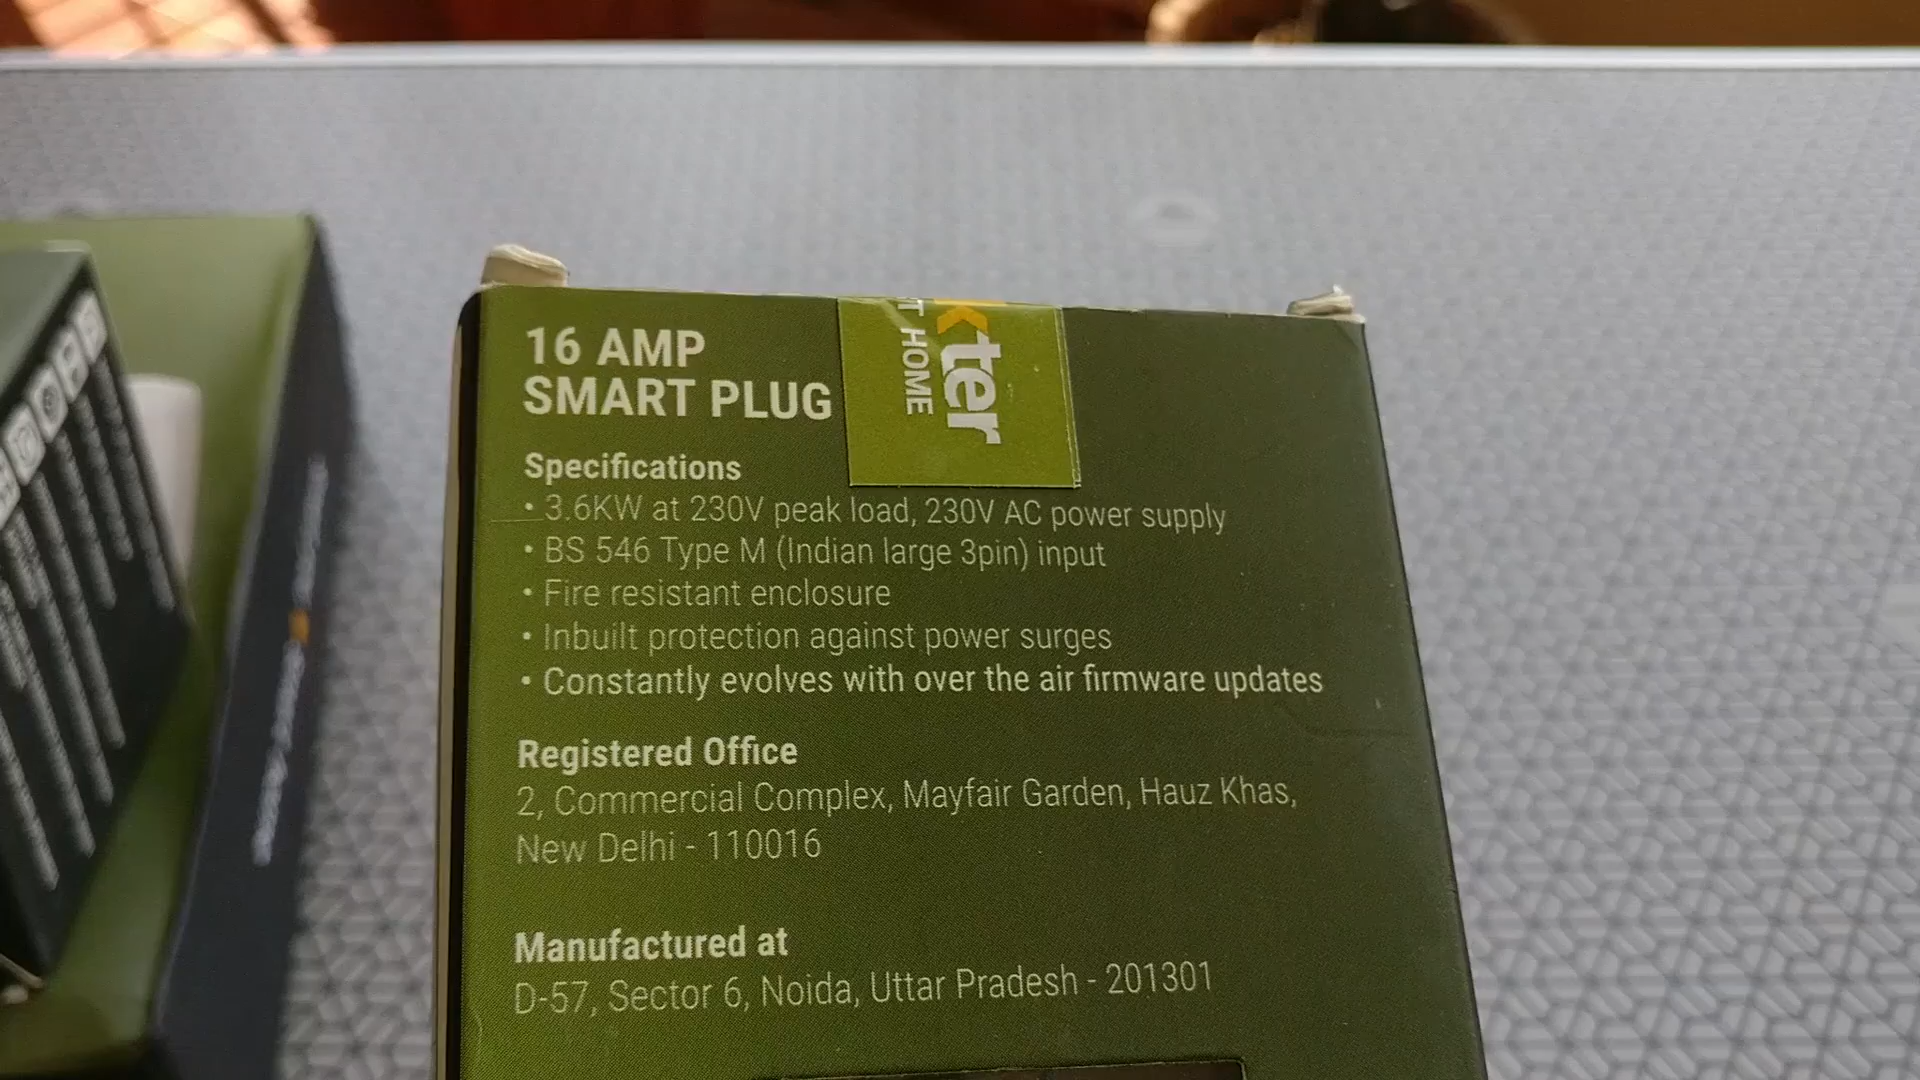 16 AMP
SMART PLUG
ter
T HOME
Specifications
• 3.6KW at 230V peak load, 230V AC power supply
• BS 546 Type M (Indian large 3pin) input
• Fire resistant enclosure
• Inbuilt protection against power surges
• Constantly evolves with over the air firmware updates
Registered Office
2, Commercial Complex, Mayfair Garden, Hauz Khas,
New Delhi - 110016
Manufactured at
D-57, Sector 6, Noida, Uttar Pradesh - 201301